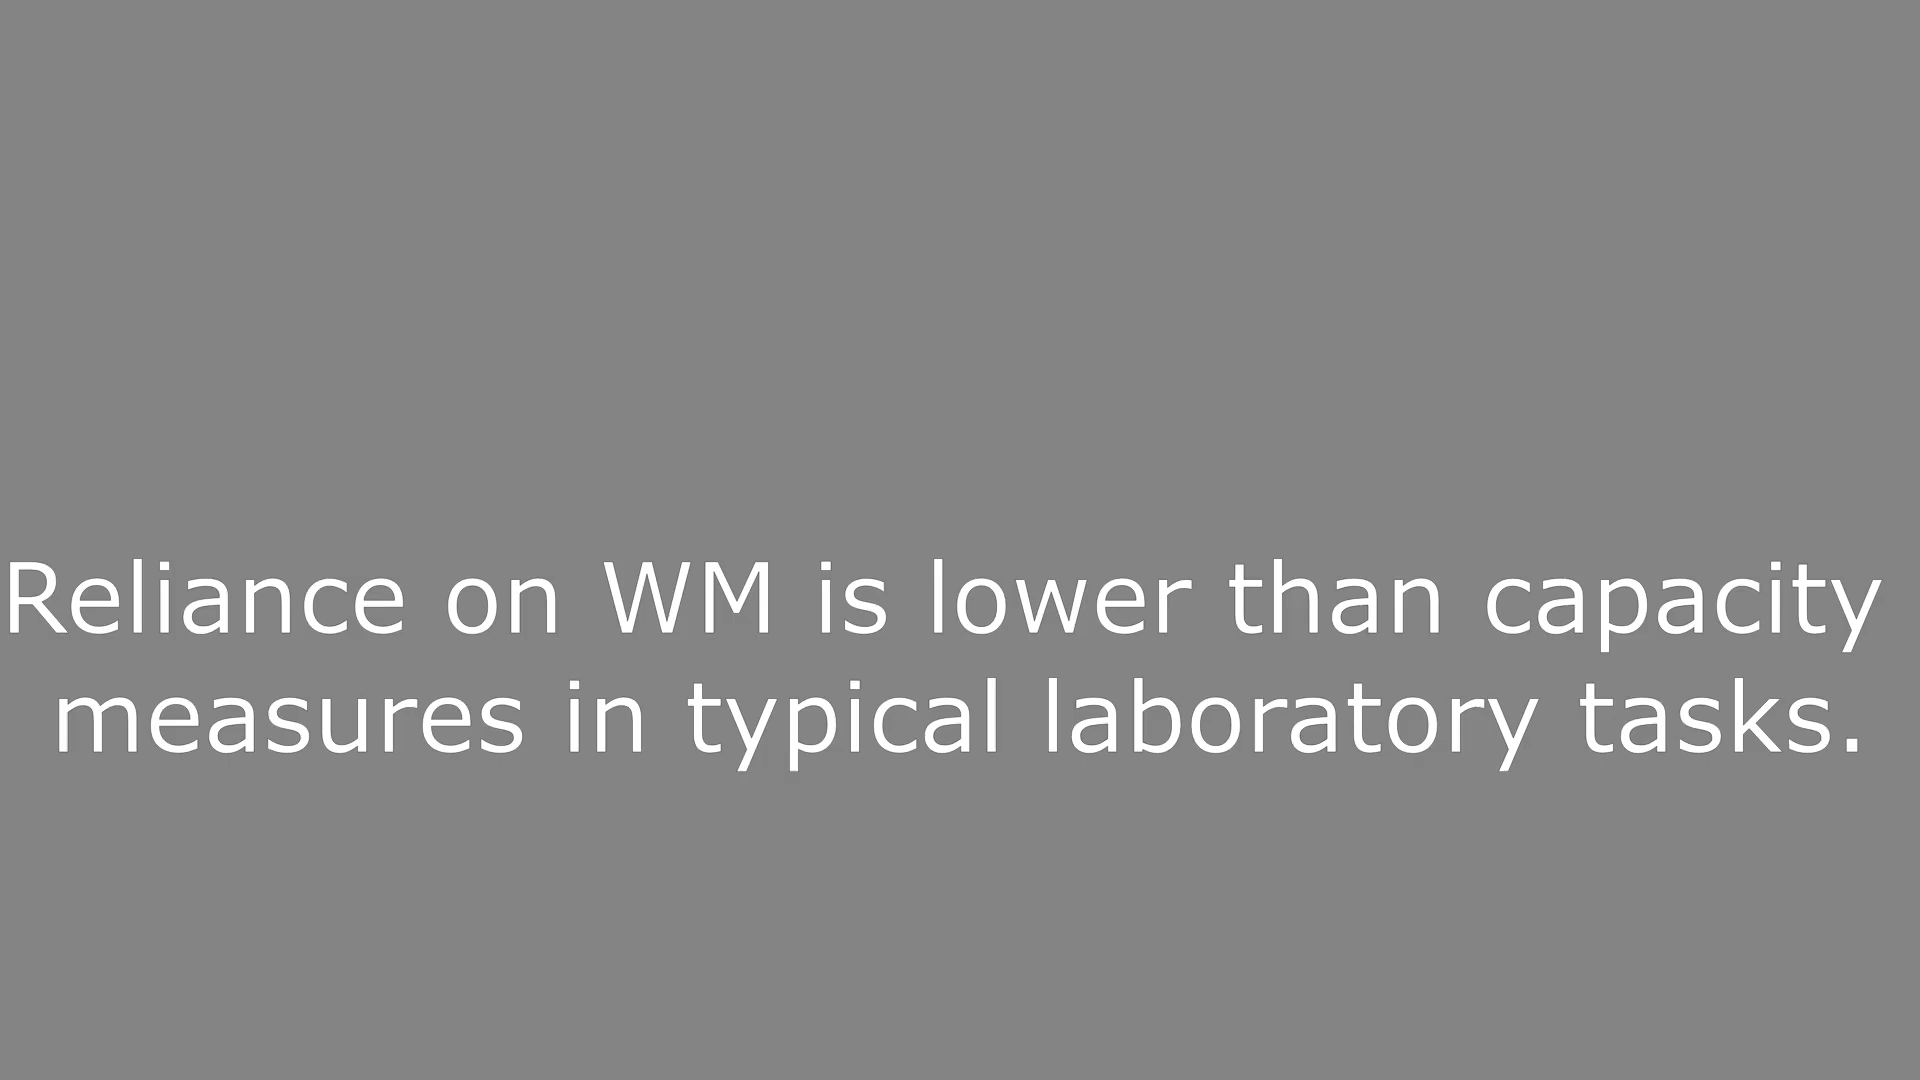 Reliance on WM is lower than capacity
measures in typical laboratory tasks.